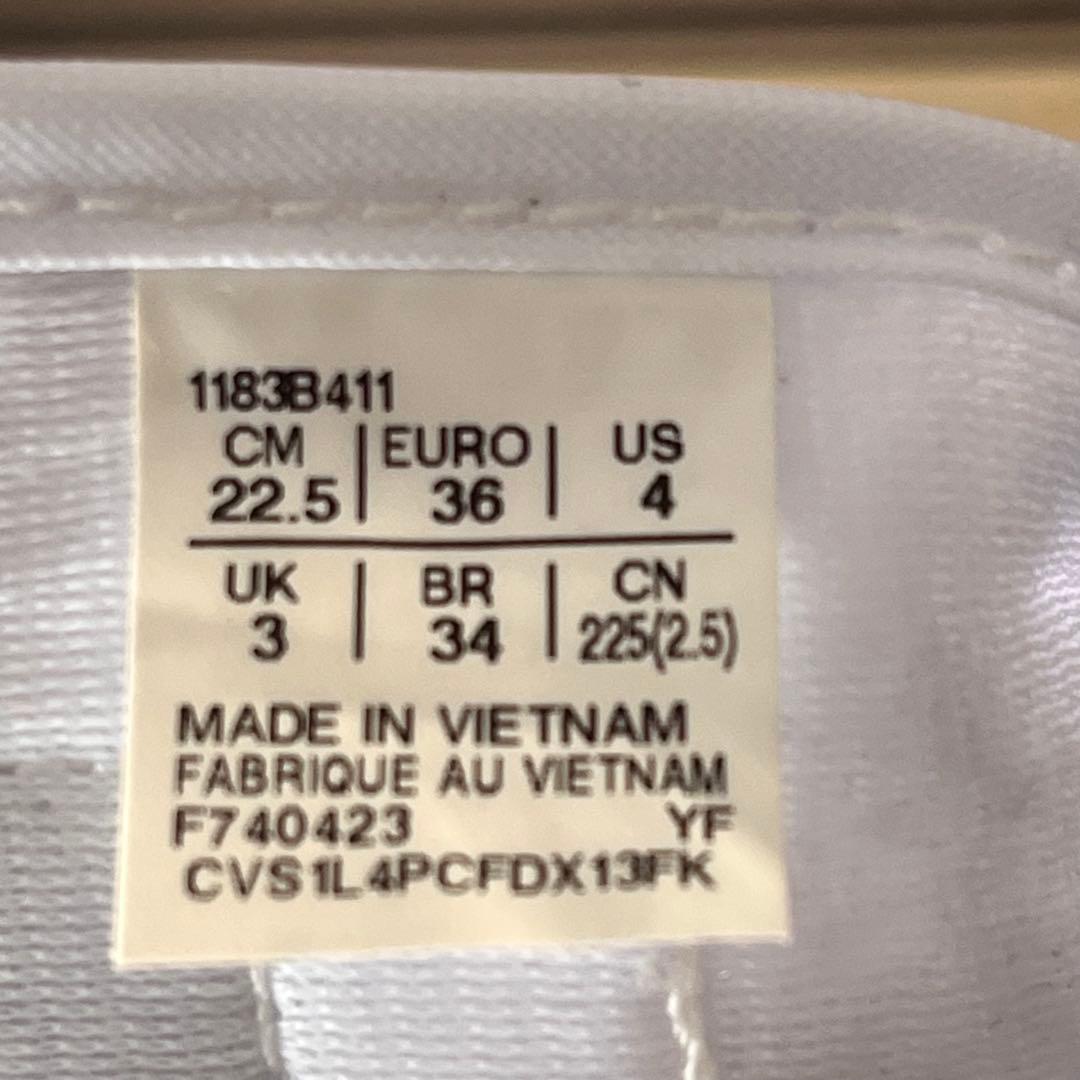 1183B411
CM | EURO | US
22.5 | 36 | 4
UK | BR | CN
3 | 34 | 225(2.5)
MADE IN VIETNAM
FABRIQUE AU VIETNAM
F740423 YF
CVS1L4PCFDX13FK